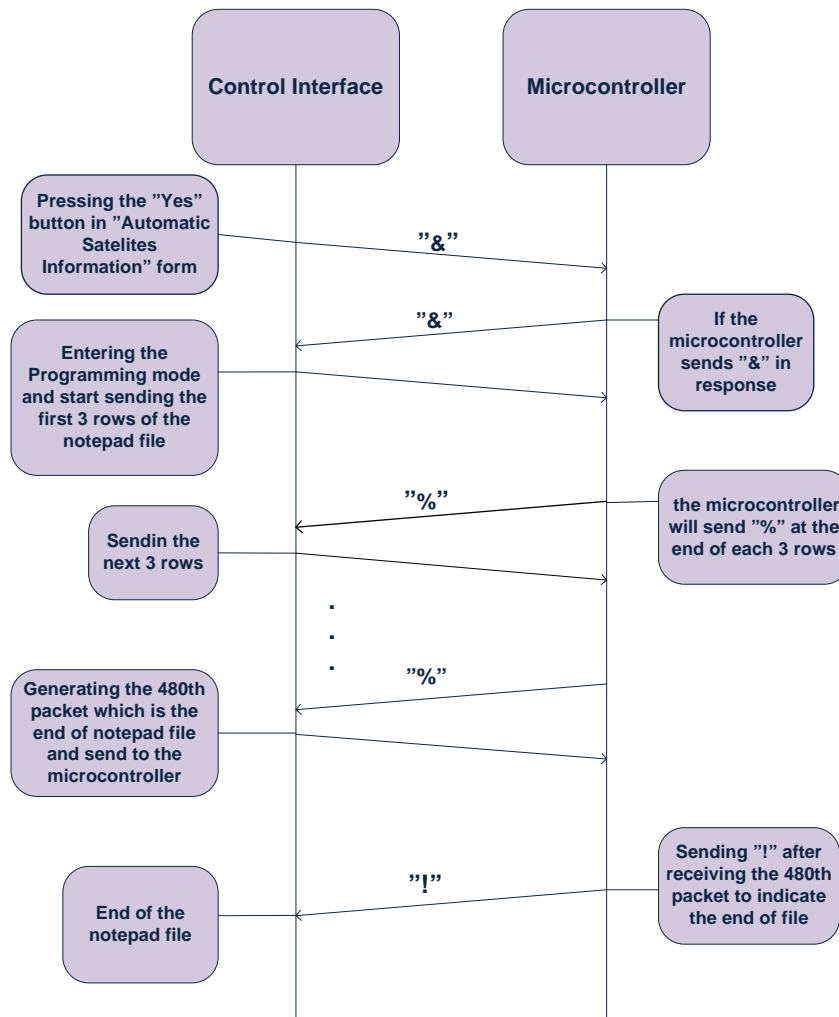 Control Interface
Microcontroller
Pressing the ”Yes”
button in ”Automatic
Satelites
Information” form
”&”
”&”
If the
microcontroller
sends ”&” in
response
Entering the
Programming mode
and start sending the
first 3 rows of the
notepad file
”%”
the microcontroller
will send ”%” at the
end of each 3 rows
Sendin the
next 3 rows
.
.
.
”%”
Generating the 480th
packet which is the
end of notepad file
and send to the
microcontroller
Sending ”!” after
receiving the 480th
packet to indicate
the end of file
”!”
End of the
notepad file